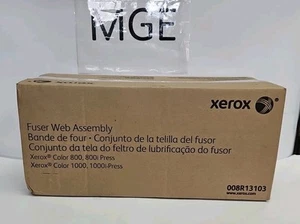 MGE
xerox
Fuser Web Assembly
Bande de four • Conjunto de la telilla del fusor
Conjunto da tela do feltro de lubrificação do fusor
Xerox® Color 800, 800i Press
Xerox® Color 1000, 1000i Press
008R13103